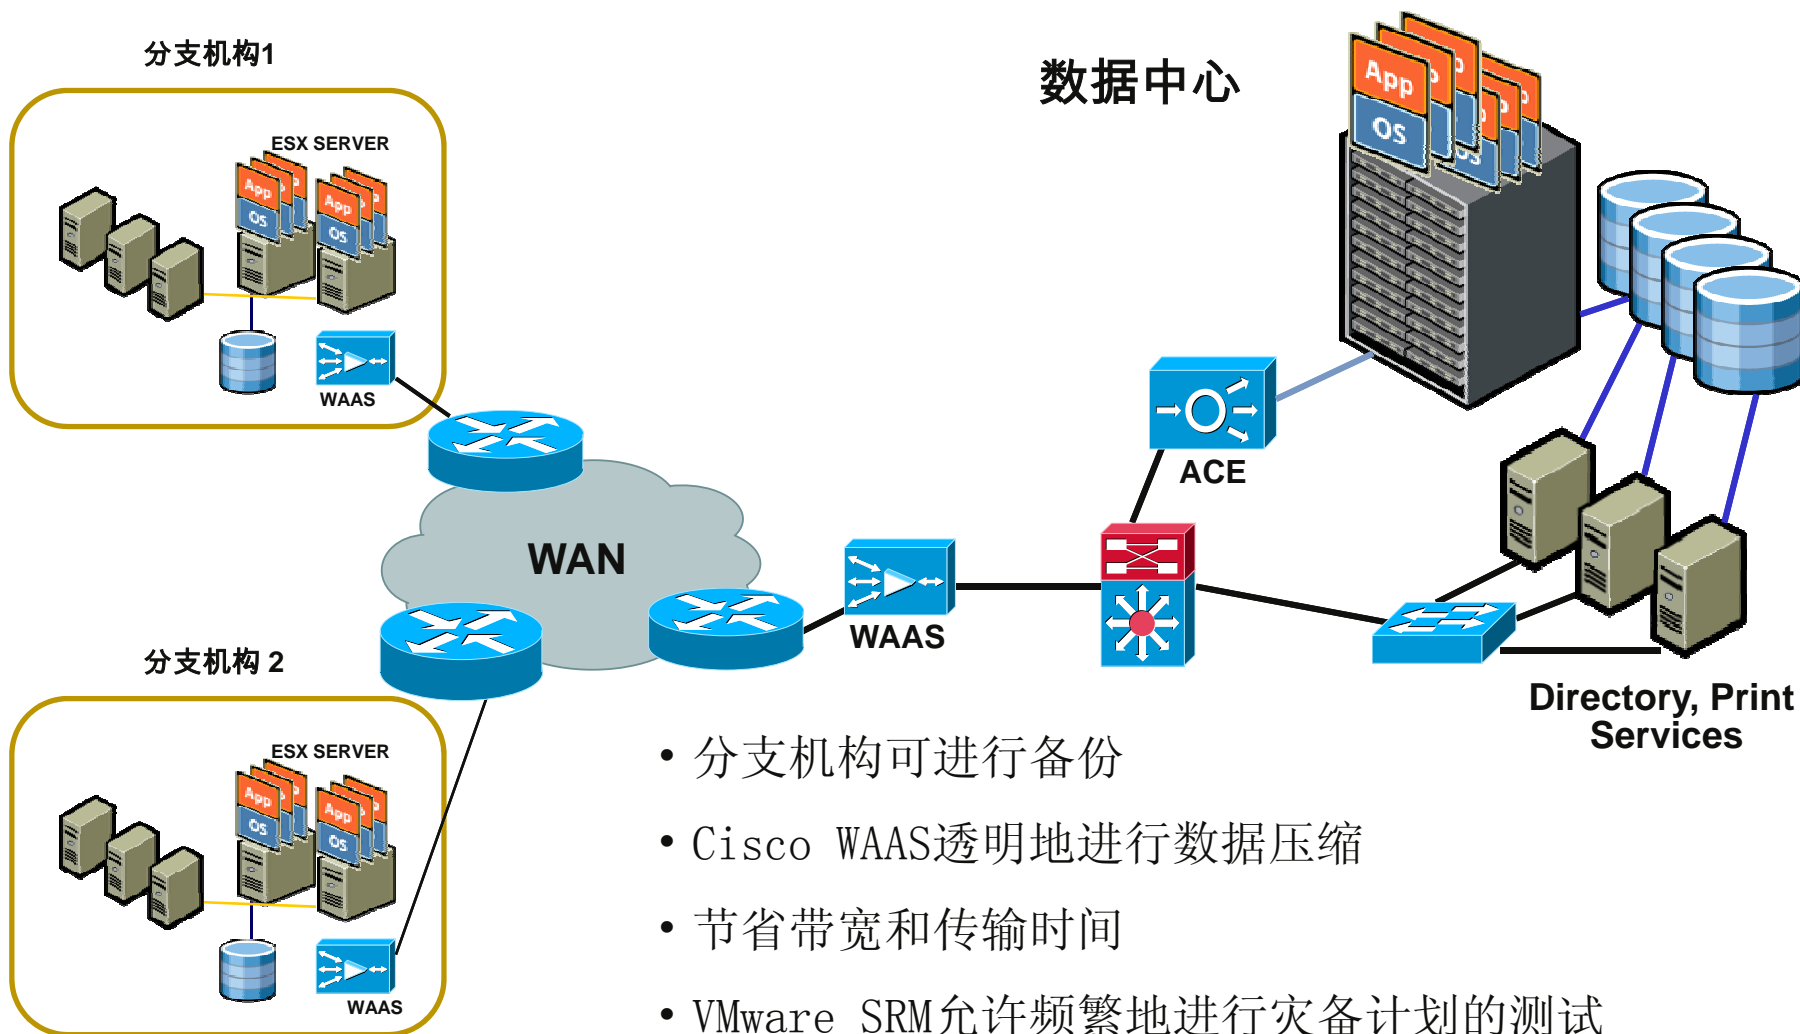 分支机构1
数据中心
ESX SERVER
App
OS
App
OS
App
OS
OS
WAAS
ACE
WAN
WAAS
分支机构 2
Directory, Print
Services
ESX SERVER
App
OS
App
OS
WAAS
• 分支机构可进行备份
• Cisco WAAS透明地进行数据压缩
• 节省带宽和传输时间
• VMware SRM允许频繁地进行灾备计划的测试